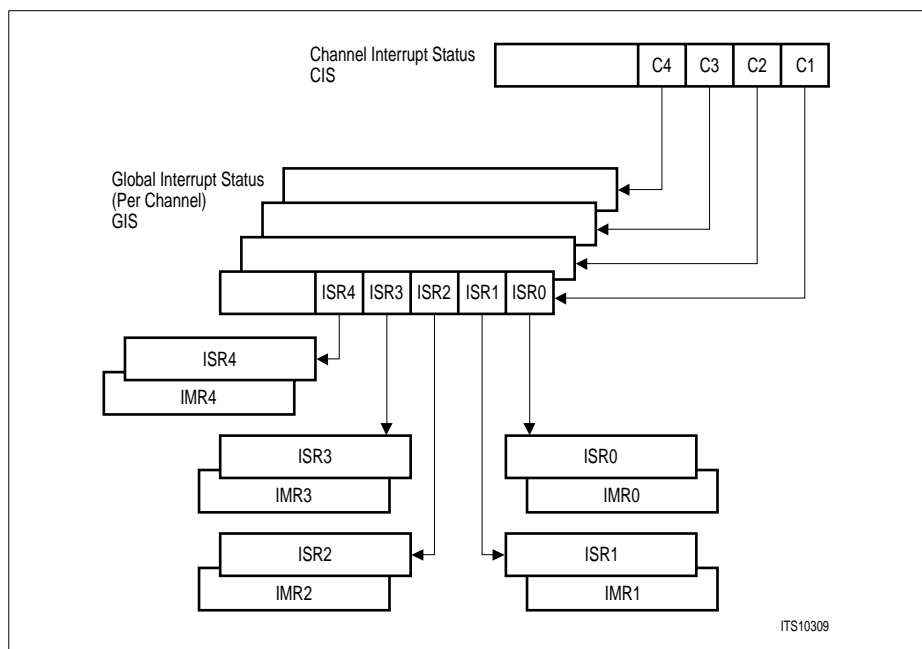 Channel Interrupt Status
CIS
C4 C3 C2 C1
Global Interrupt Status
(Per Channel)
GIS
ISR4 ISR3 ISR2 ISR1 ISR0
ISR4
IMR4
ISR3
IMR3
ISR0
IMR0
ISR2
IMR2
ISR1
IMR1
ITS10309